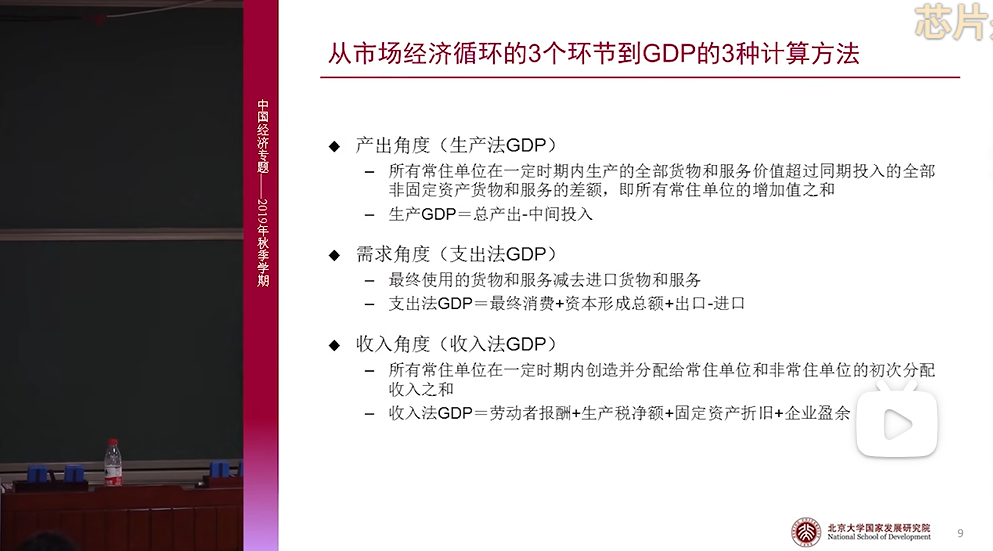 芯片
从市场经济循环的3个环节到GDP的3种计算方法
中国经济专题——2019年秋季学期
◆ 产出角度（生产法GDP）
– 所有常住单位在一定时期内生产的全部货物和服务价值超过同期投入的全部
非固定资产货物和服务的差额，即所有常住单位的增加值之和
– 生产GDP＝总产出-中间投入
◆ 需求角度（支出法GDP）
– 最终使用的货物和服务减去进口货物和服务
– 支出法GDP＝最终消费+资本形成总额+出口-进口
◆ 收入角度（收入法GDP）
– 所有常住单位在一定时期内创造并分配给常住单位和非常住单位的初次分配
收入之和
– 收入法GDP＝劳动者报酬+生产税净额+固定资产折旧+企业盈余
北京大学国家发展研究院
National School of Development
9